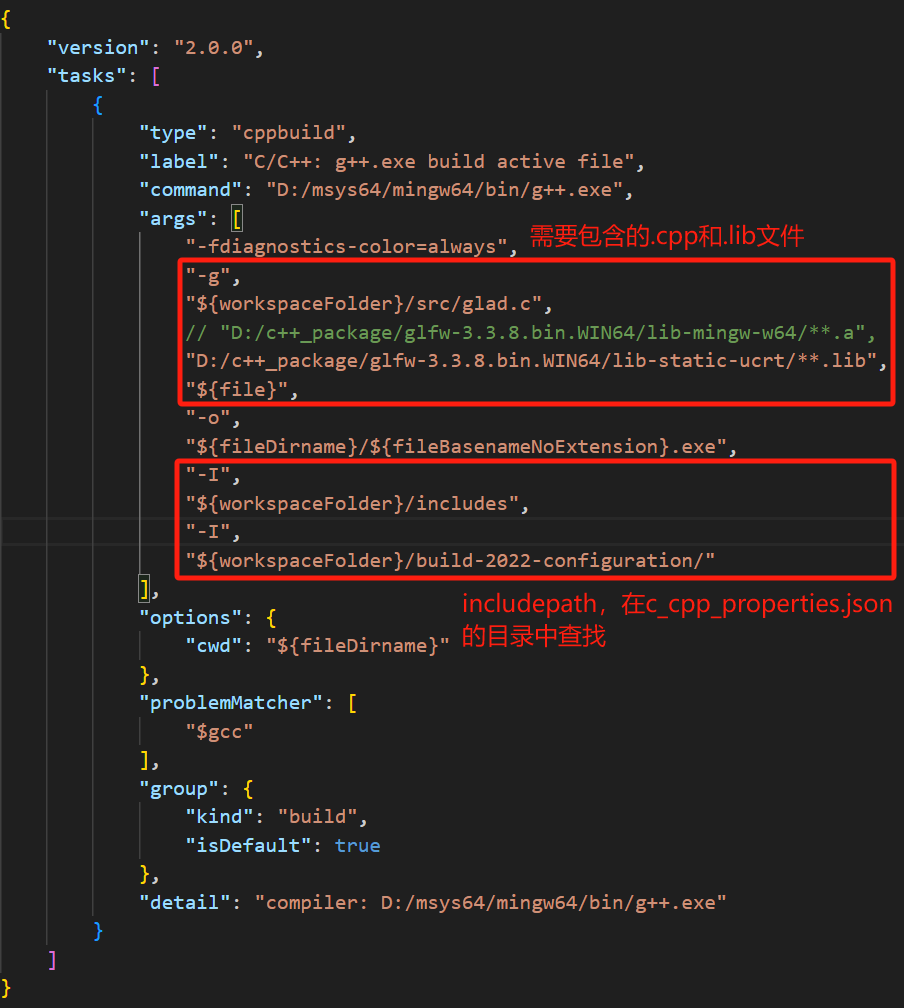 {
"version": "2.0.0",
"tasks": [
{
"type": "cppbuild",
"label": "C/C++: g++.exe build active file",
"command": "D:/msys64/mingw64/bin/g++.exe",
"args": [
"-fdiagnostics-color=always", 需要包含的.cpp和.lib文件
"-g",
"${workspaceFolder}/src/glad.c",
// "D:/c++_package/glfw-3.3.8.bin.WIN64/lib-mingw-w64/**.a",
"D:/c++_package/glfw-3.3.8.bin.WIN64/lib-static-ucrt/**.lib",
"${file}",
"-o",
"${fileDirname}/${fileBasenameNoExtension}.exe",
"-I",
"${workspaceFolder}/includes",
"-I",
"${workspaceFolder}/build-2022-configuration/"
],
includepath，在c_cpp_properties.json
的目录中查找
"options": {
"cwd": "${fileDirname}"
},
"problemMatcher": [
"$gcc"
],
"group": {
"kind": "build",
"isDefault": true
},
"detail": "compiler: D:/msys64/mingw64/bin/g++.exe"
}
]
}